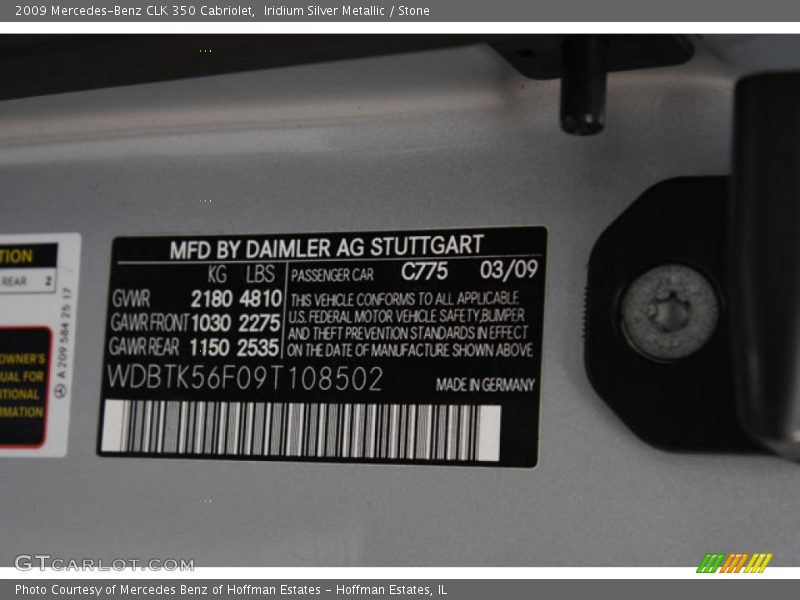 2009 Mercedes-Benz CLK 350 Cabriolet, Iridium Silver Metallic / Stone
MFD BY DAIMLER AG STUTTGART
KG LBS
GVWR 2180 4810
GAWR FRONT 1030 2275
GAWR REAR 1150 2535
PASSENGER CAR C775 03/09
THIS VEHICLE CONFORMS TO ALL APPLICABLE
U.S. FEDERAL MOTOR VEHICLE SAFETY, BUMPER
AND THEFT PREVENTION STANDARDS IN EFFECT
ON THE DATE OF MANUFACTURE SHOWN ABOVE
WDBTK56F09T108502
MADE IN GERMANY
TION
REAR 2
OWNER'S
UAL FOR
ITIONAL
RMATION
A 209 584 25 17
GTCARLOT.COM
Photo Courtesy of Mercedes Benz of Hoffman Estates - Hoffman Estates, IL